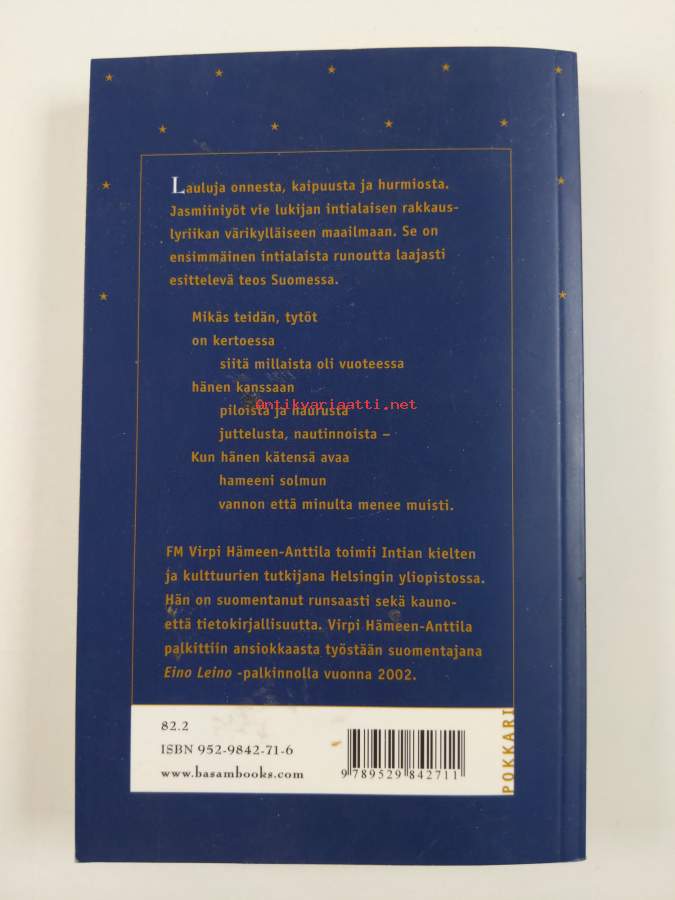 Lauluja onnesta, kaipuusta ja hurmiosta.
Jasmiiniyöt vie lukijan intialaisen rakkaus-
lyriikan värikylläiseen maailmaan. Se on
ensimmäinen intialaista runoutta laajasti
esittelevä teos Suomessa.
Mikäs teidän, tytöt
on kertoessa
siitä millaista oli vuoteessa
hänen kanssaan
Antikvariaatti.net
piloista ja naurusta
juttelusta, nautinnoista –
Kun hänen kätensä avaa
hameeni solmun
vannon että minulta menee muisti.
FM Virpi Hämeen-Anttila toimii Intian kielten
ja kulttuurien tutkijana Helsingin yliopistossa.
Hän on suomentanut runsaasti sekä kauno-
että tietokirjallisuutta. Virpi Hämeen-Anttila
palkittiin ansiokkaasta työstään suomentajana
Eino Leino -palkinnolla vuonna 2002.
82.2
ISBN 952-9842-71-6
www.basambooks.com
9 789529 842711
POKKARI